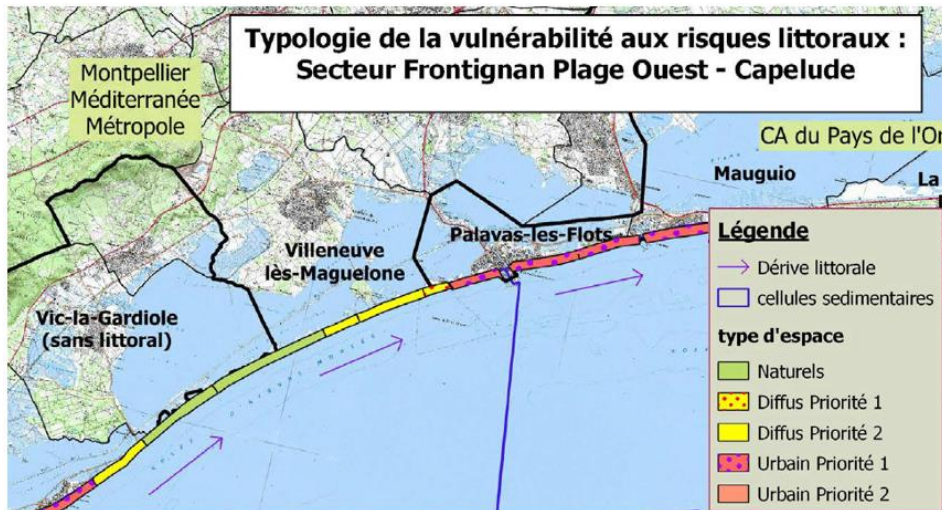 Typologie de la vulnérabilité aux risques littoraux :
Secteur Frontignan Plage Ouest - Capelude
Montpellier
Méditerranée
Métropole
CA du Pays de l'Or
Mauguio
La
Palavas-les-Flots
Villeneuve
lès-Maguelone
Vic-la-Gardiole
(sans littoral)
Légende
Dérive littorale
cellules sedimentaires
type d'espace
Naturels
Diffus Priorité 1
Diffus Priorité 2
Urbain Priorité 1
Urbain Priorité 2